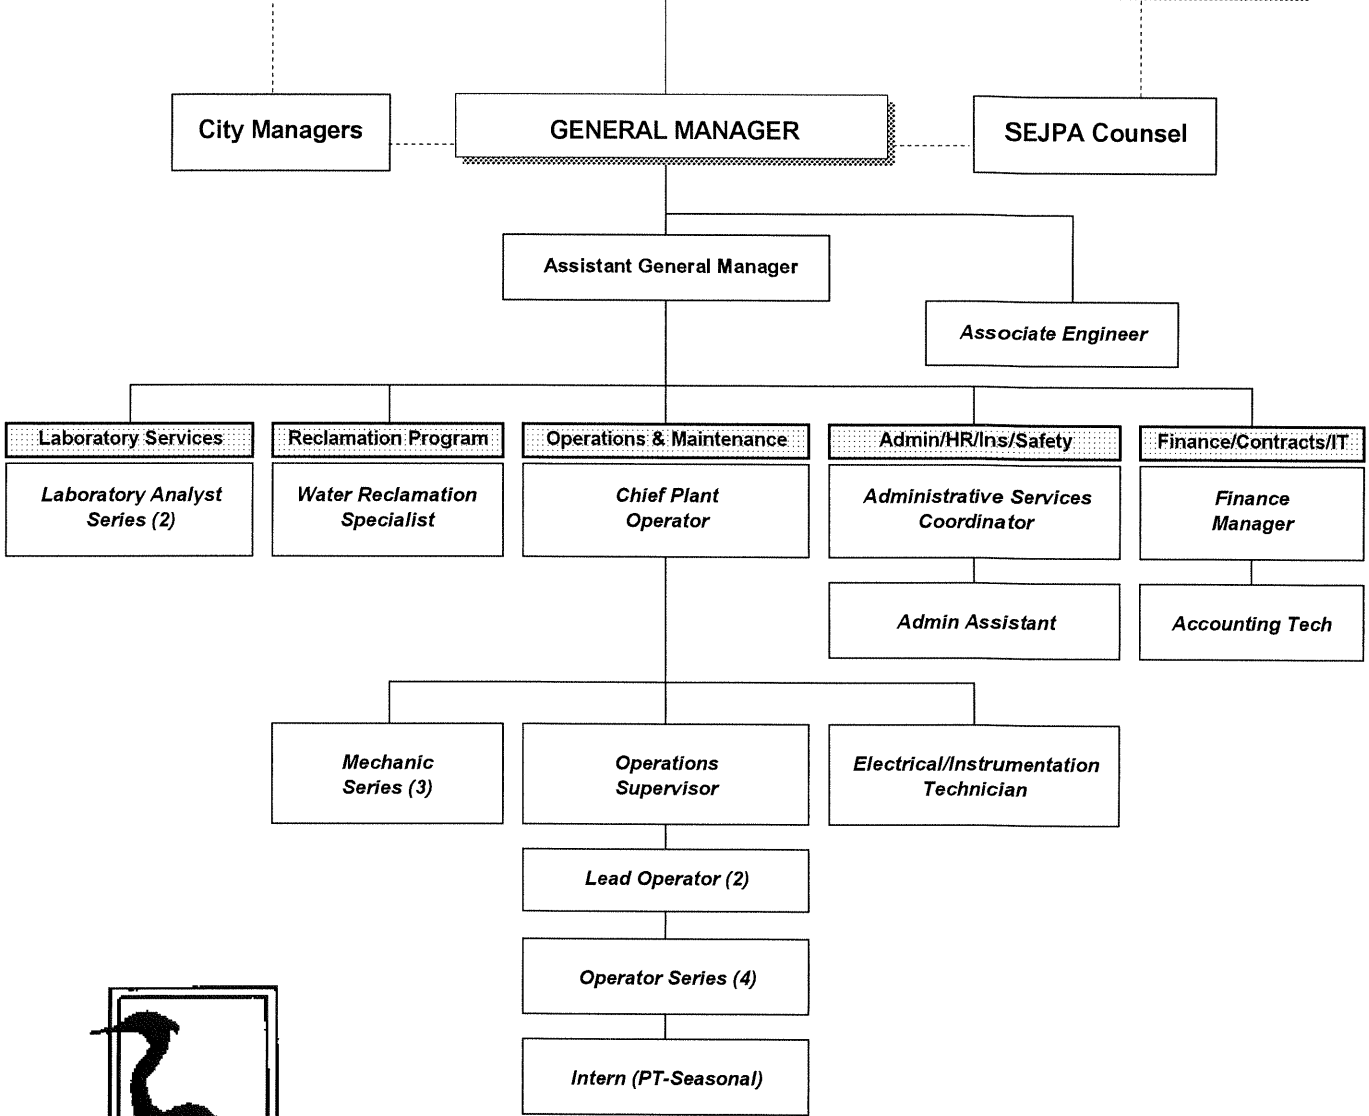 City Managers
GENERAL MANAGER
SEJPA Counsel
Assistant General Manager
Associate Engineer
Laboratory Services
Reclamation Program
Operations & Maintenance
Admin/HR/Ins/Safety
Finance/Contracts/IT
Laboratory Analyst
Series (2)
Water Reclamation
Specialist
Chief Plant
Operator
Administrative Services
Coordinator
Finance
Manager
Admin Assistant
Accounting Tech
Mechanic
Series (3)
Operations
Supervisor
Electrical/Instrumentation
Technician
Lead Operator (2)
Operator Series (4)
Intern (PT-Seasonal)